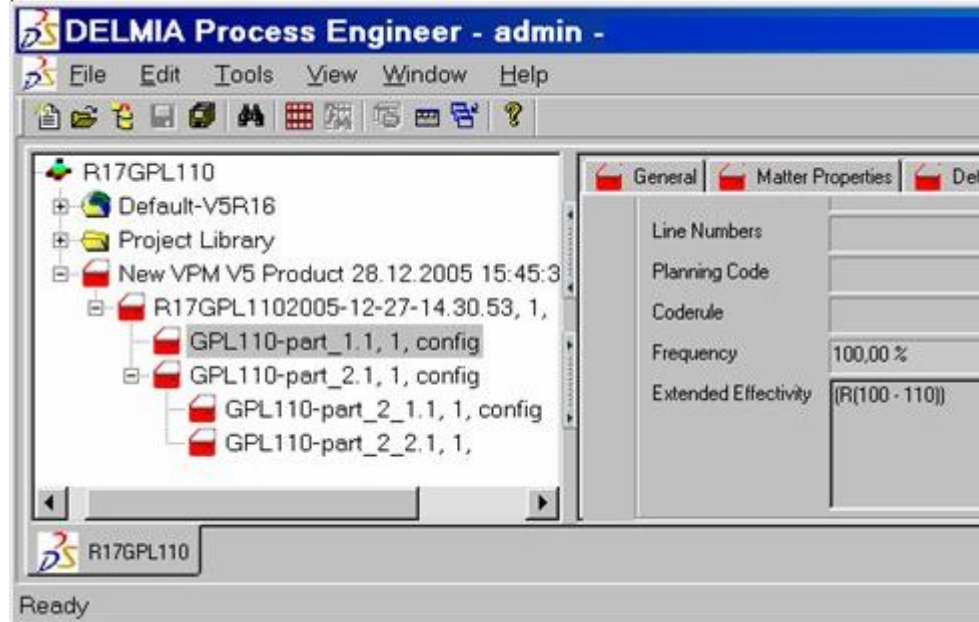 DELMIA Process Engineer - admin -
File Edit Tools View Window Help
R17GPL110
Default-V5R16
Project Library
New VPM V5 Product 28.12.2005 15:45:3
R17GPL1102005-12-27-14.30.53, 1,
GPL110-part_1.1, 1, config
GPL110-part_2.1, 1, config
GPL110-part_2_1.1, 1, config
GPL110-part_2_2.1, 1,
General Matter Properties Def
Line Numbers
Planning Code
Coderule
Frequency 100,00 %
Extended Effectivity (R(100 - 110))
R17GPL110
Ready